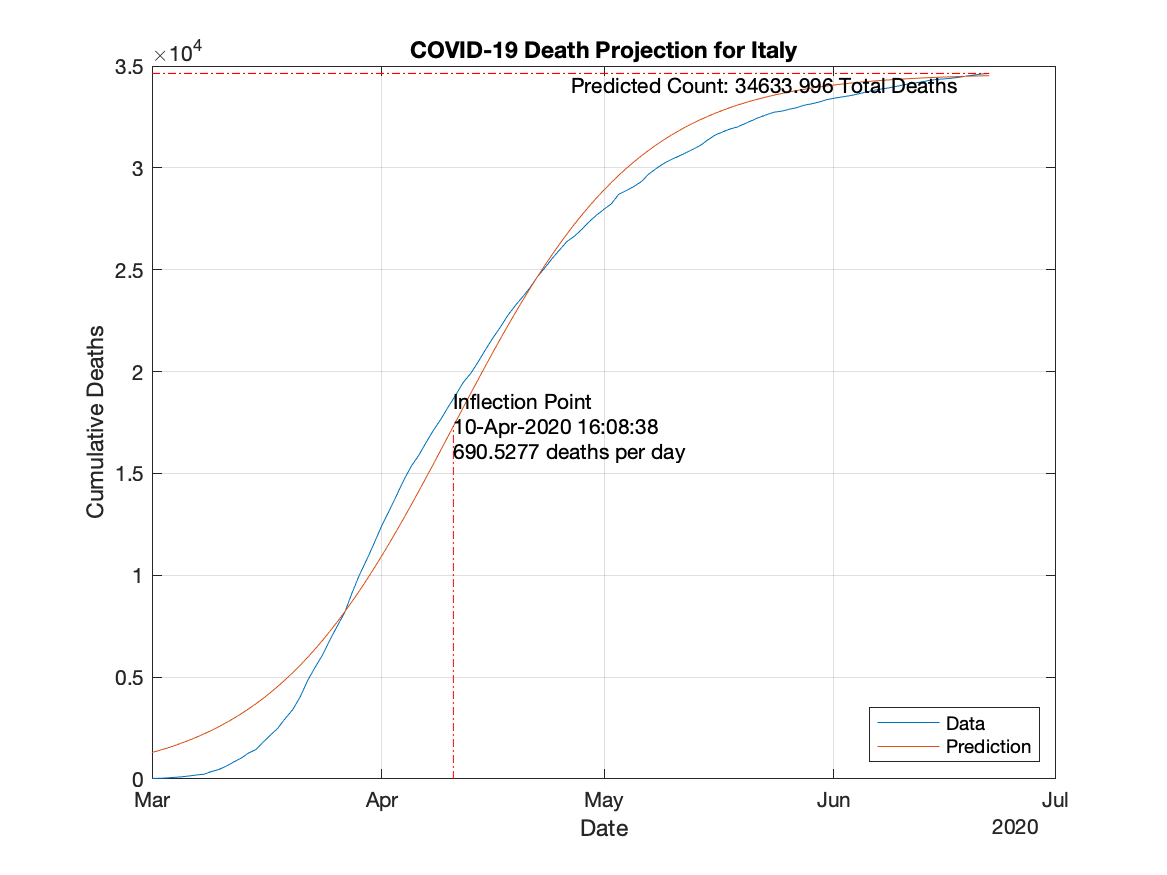 COVID-19 Death Projection for Italy
×10⁴
3.5
Predicted Count: 34633.996 Total Deaths
3
2.5
2
Inflection Point
10-Apr-2020 16:08:38
690.5277 deaths per day
1.5
1
0.5
0
Cumulative Deaths
Data
Prediction
Mar Apr May Jun Jul
Date
2020